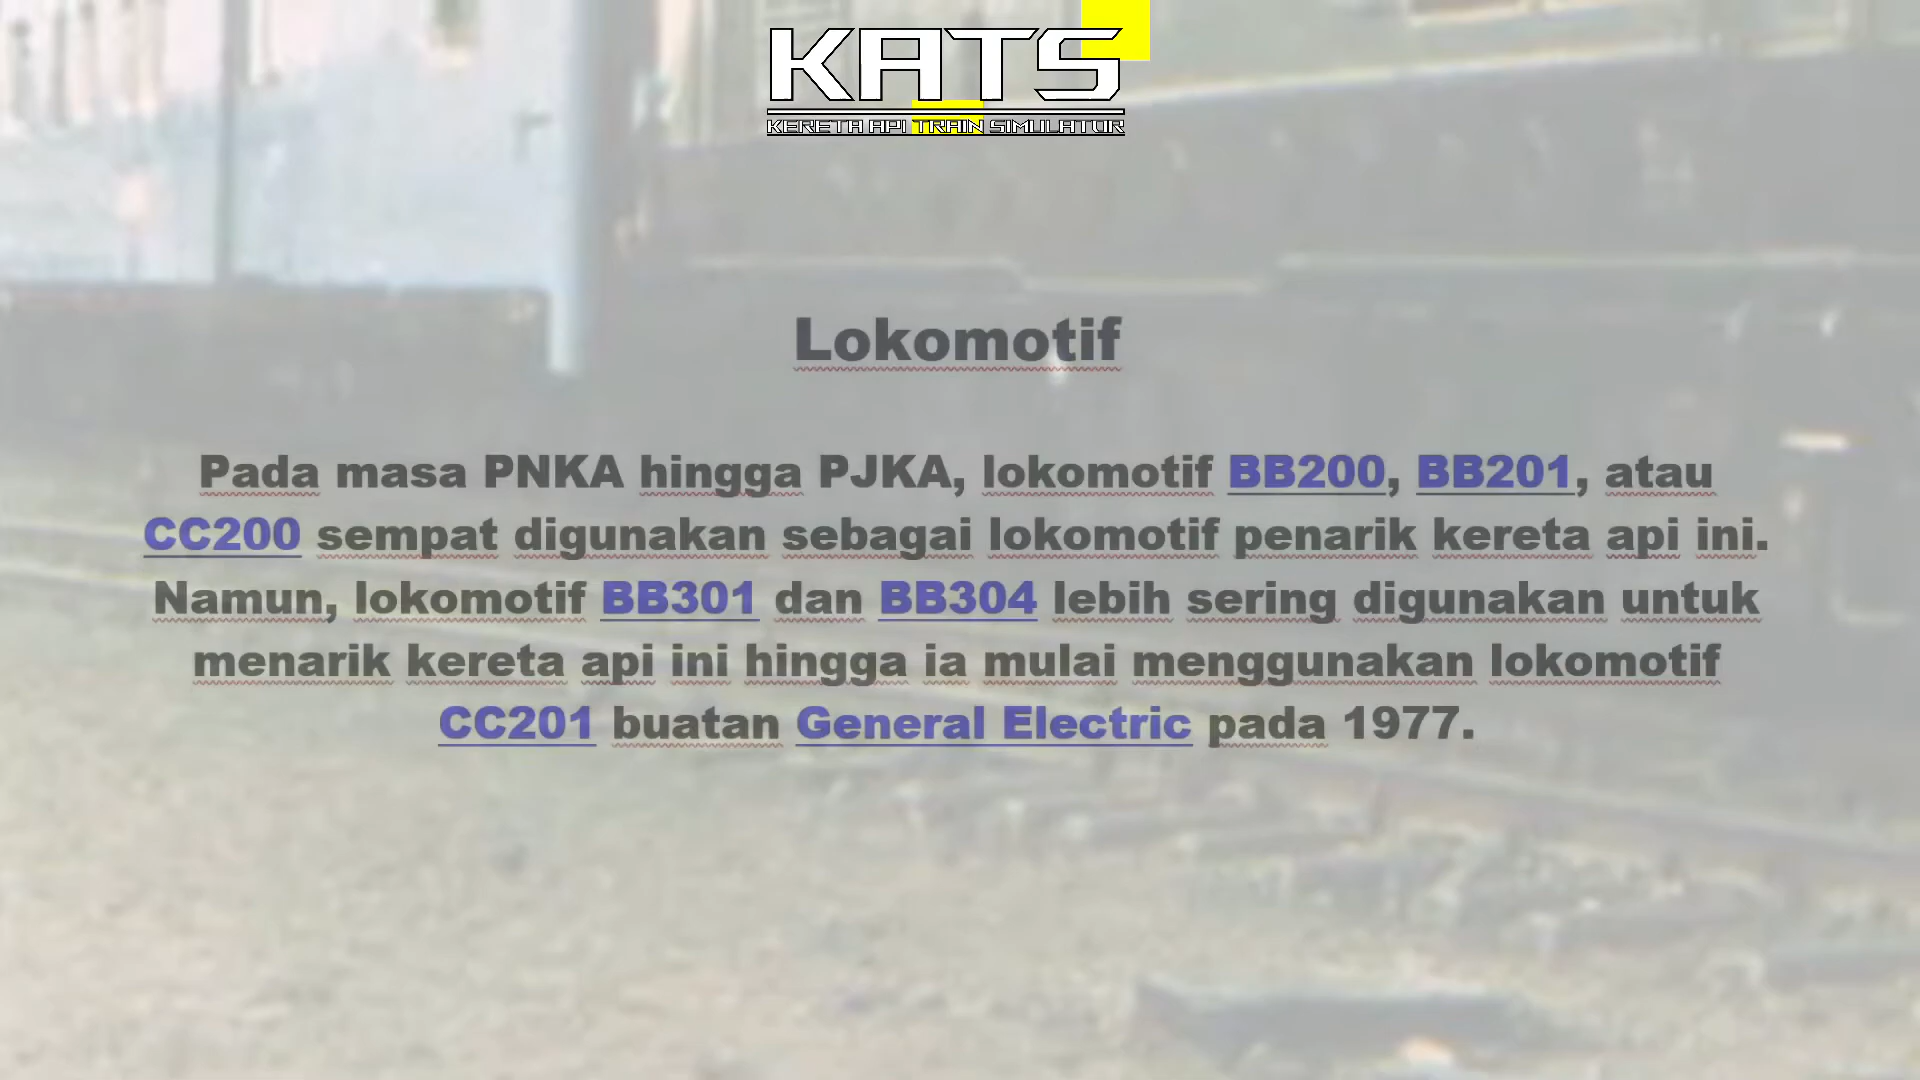 KATS
KERETA API TRAIN SIMULATUR
Lokomotif
Pada masa PNKA hingga PJKA, lokomotif BB200, BB201, atau
CC200 sempat digunakan sebagai lokomotif penarik kereta api ini.
Namun, lokomotif BB301 dan BB304 lebih sering digunakan untuk
menarik kereta api ini hingga ia mulai menggunakan lokomotif
CC201 buatan General Electric pada 1977.